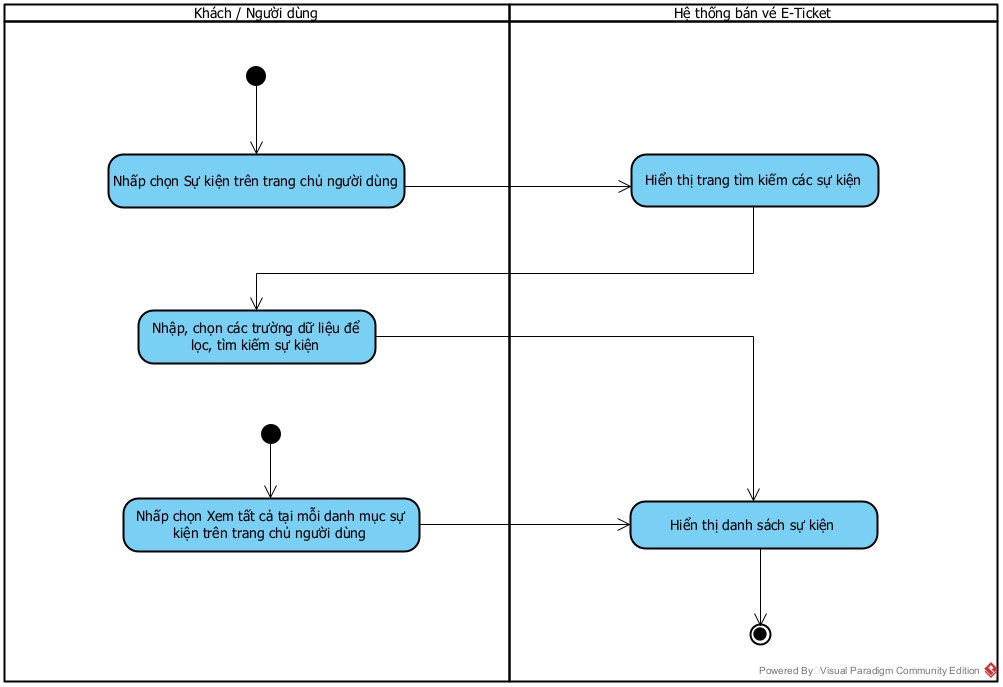 Khách / Người dùng
Hệ thống bán vé E-Ticket
Nhấp chọn Sự kiện trên trang chủ người dùng
Hiển thị trang tìm kiếm các sự kiện
Nhập, chọn các trường dữ liệu để
lọc, tìm kiếm sự kiện
Nhấp chọn Xem tất cả tại mỗi danh mục sự
kiện trên trang chủ người dùng
Hiển thị danh sách sự kiện
Powered By Visual Paradigm Community Edition